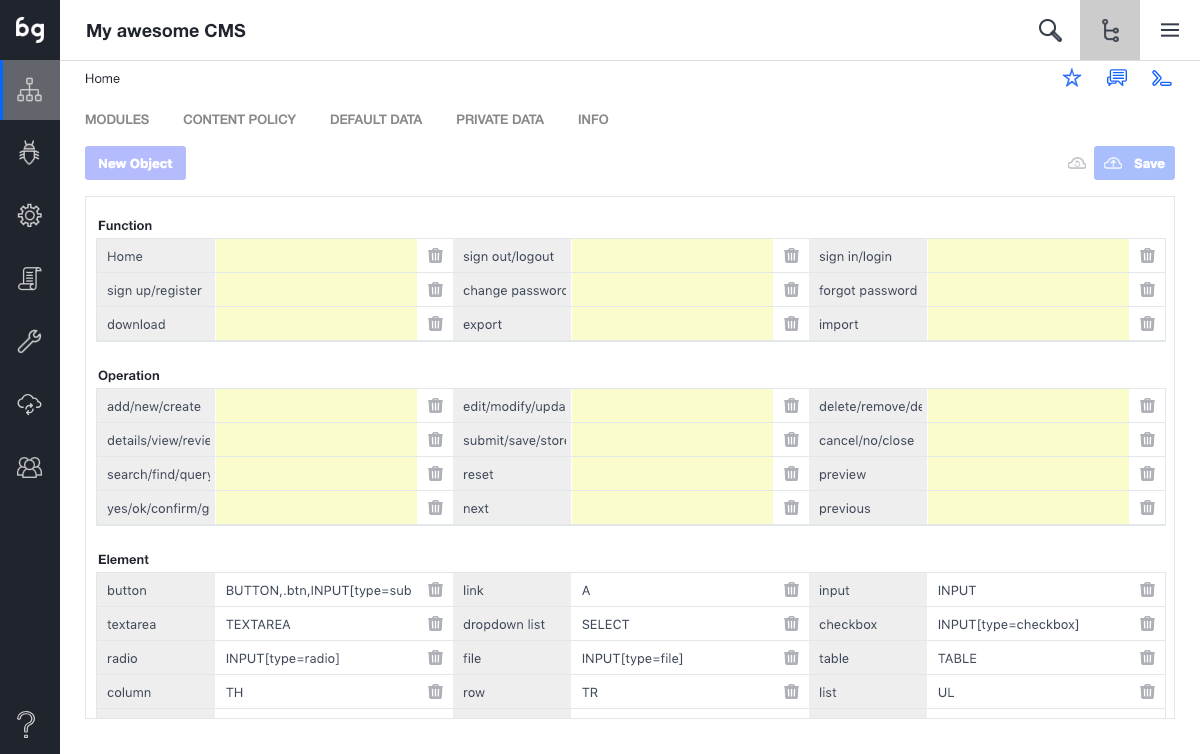 bg
My awesome CMS
Home
MODULES CONTENT POLICY DEFAULT DATA PRIVATE DATA INFO
New Object
Save
Function
Home sign out/logout sign in/login
sign up/register change password forgot password
download export import
Operation
add/new/create edit/modify/upda delete/remove/de
details/view/revie submit/save/store cancel/no/close
search/find/query reset preview
yes/ok/confirm/g next previous
Element
button BUTTON,.btn,INPUT[type=sub link A input INPUT
textarea TEXTAREA dropdown list SELECT checkbox INPUT[type=checkbox]
radio INPUT[type=radio] file INPUT[type=file] table TABLE
column TH row TR list UL